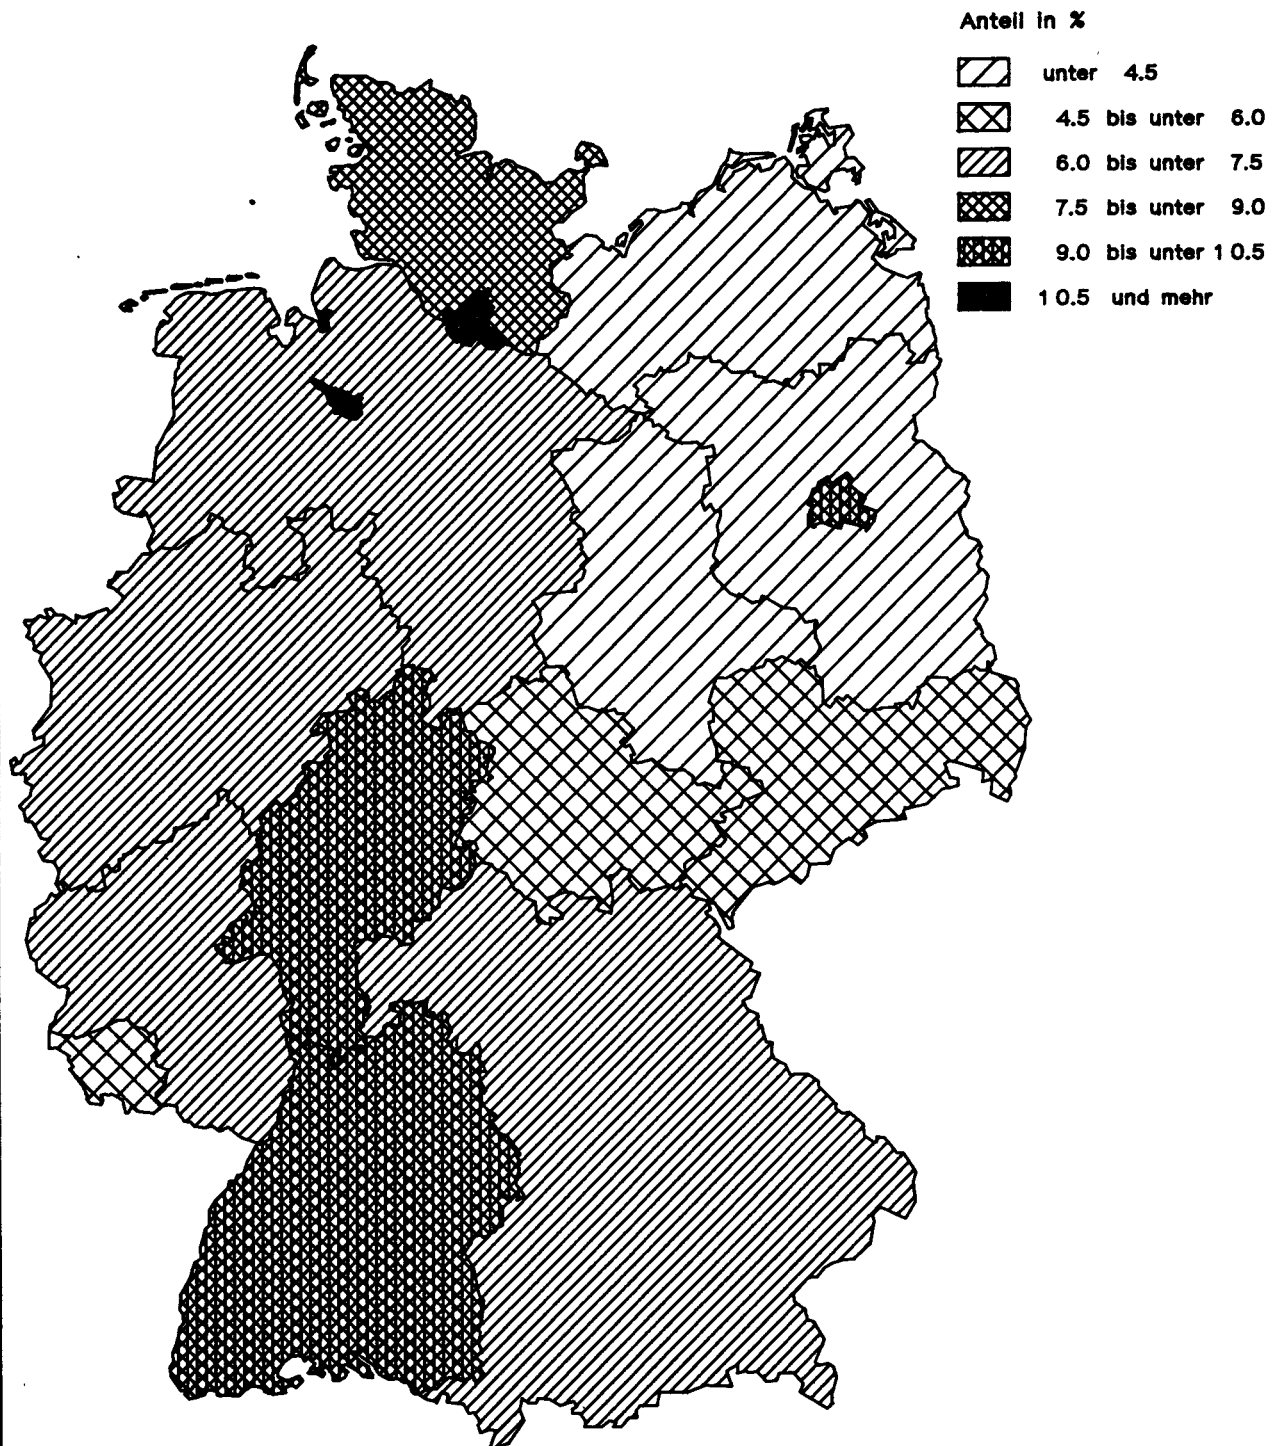 Anteil in %
unter 4.5
4.5 bis unter 6.0
6.0 bis unter 7.5
7.5 bis unter 9.0
9.0 bis unter 10.5
10.5 und mehr